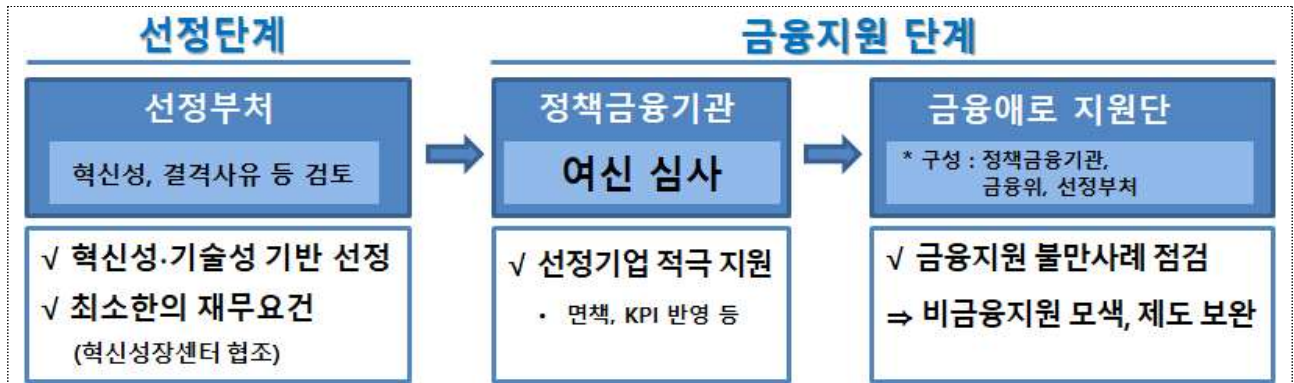 선정단계
금융지원 단계
선정부처
혁신성, 결격사유 등 검토
√ 혁신성·기술성 기반 선정
√ 최소한의 재무요건
(혁신성장센터 협조)
정책금융기관
여신 심사
√ 선정기업 적극 지원
• 면책, KPI 반영 등
금융애로 지원단
* 구성 : 정책금융기관,
금융위, 선정부처
√ 금융지원 불만사례 점검
⇒ 비금융지원 모색, 제도 보완